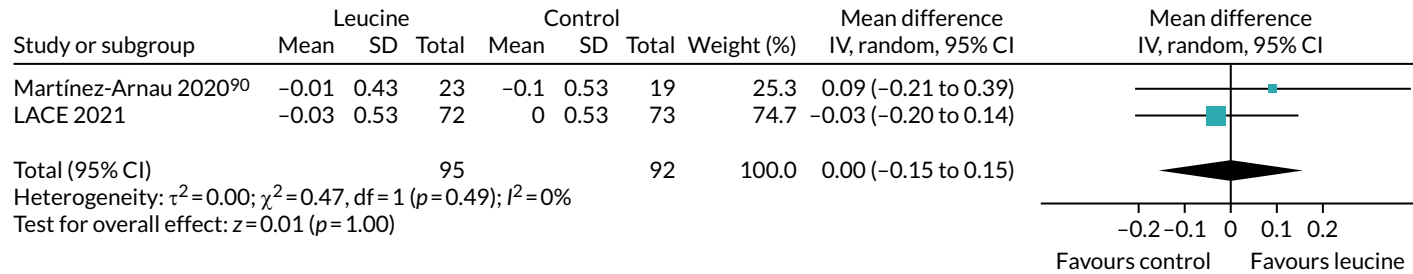 Leucine Control Mean difference Mean difference
Study or subgroup Mean SD Total Mean SD Total Weight (%) IV, random, 95% CI IV, random, 95% CI
Martínez-Arnau 2020⁹⁰ –0.01 0.43 23 –0.1 0.53 19 25.3 0.09 (–0.21 to 0.39)
LACE 2021 –0.03 0.53 72 0 0.53 73 74.7 –0.03 (–0.20 to 0.14)
Total (95% CI) 95 92 100.0 0.00 (–0.15 to 0.15)
Heterogeneity: τ²=0.00; χ²=0.47, df=1 (p=0.49); I²=0%
Test for overall effect: z=0.01 (p=1.00)
–0.2 –0.1 0 0.1 0.2
Favours control Favours leucine